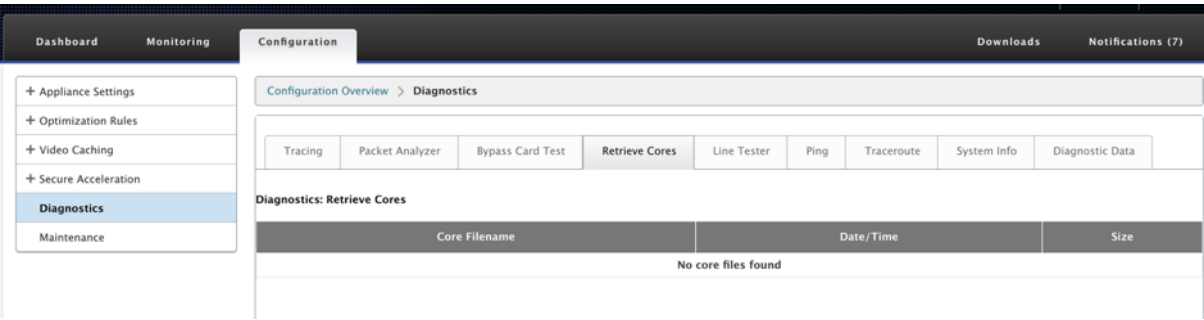 Dashboard Monitoring Configuration Downloads Notifications (7)
+ Appliance Settings
+ Optimization Rules
+ Video Caching
+ Secure Acceleration
Diagnostics
Maintenance
Configuration Overview > Diagnostics
Tracing Packet Analyzer Bypass Card Test Retrieve Cores Line Tester Ping Traceroute System Info Diagnostic Data
Diagnostics: Retrieve Cores
Core Filename Date/Time Size
No core files found